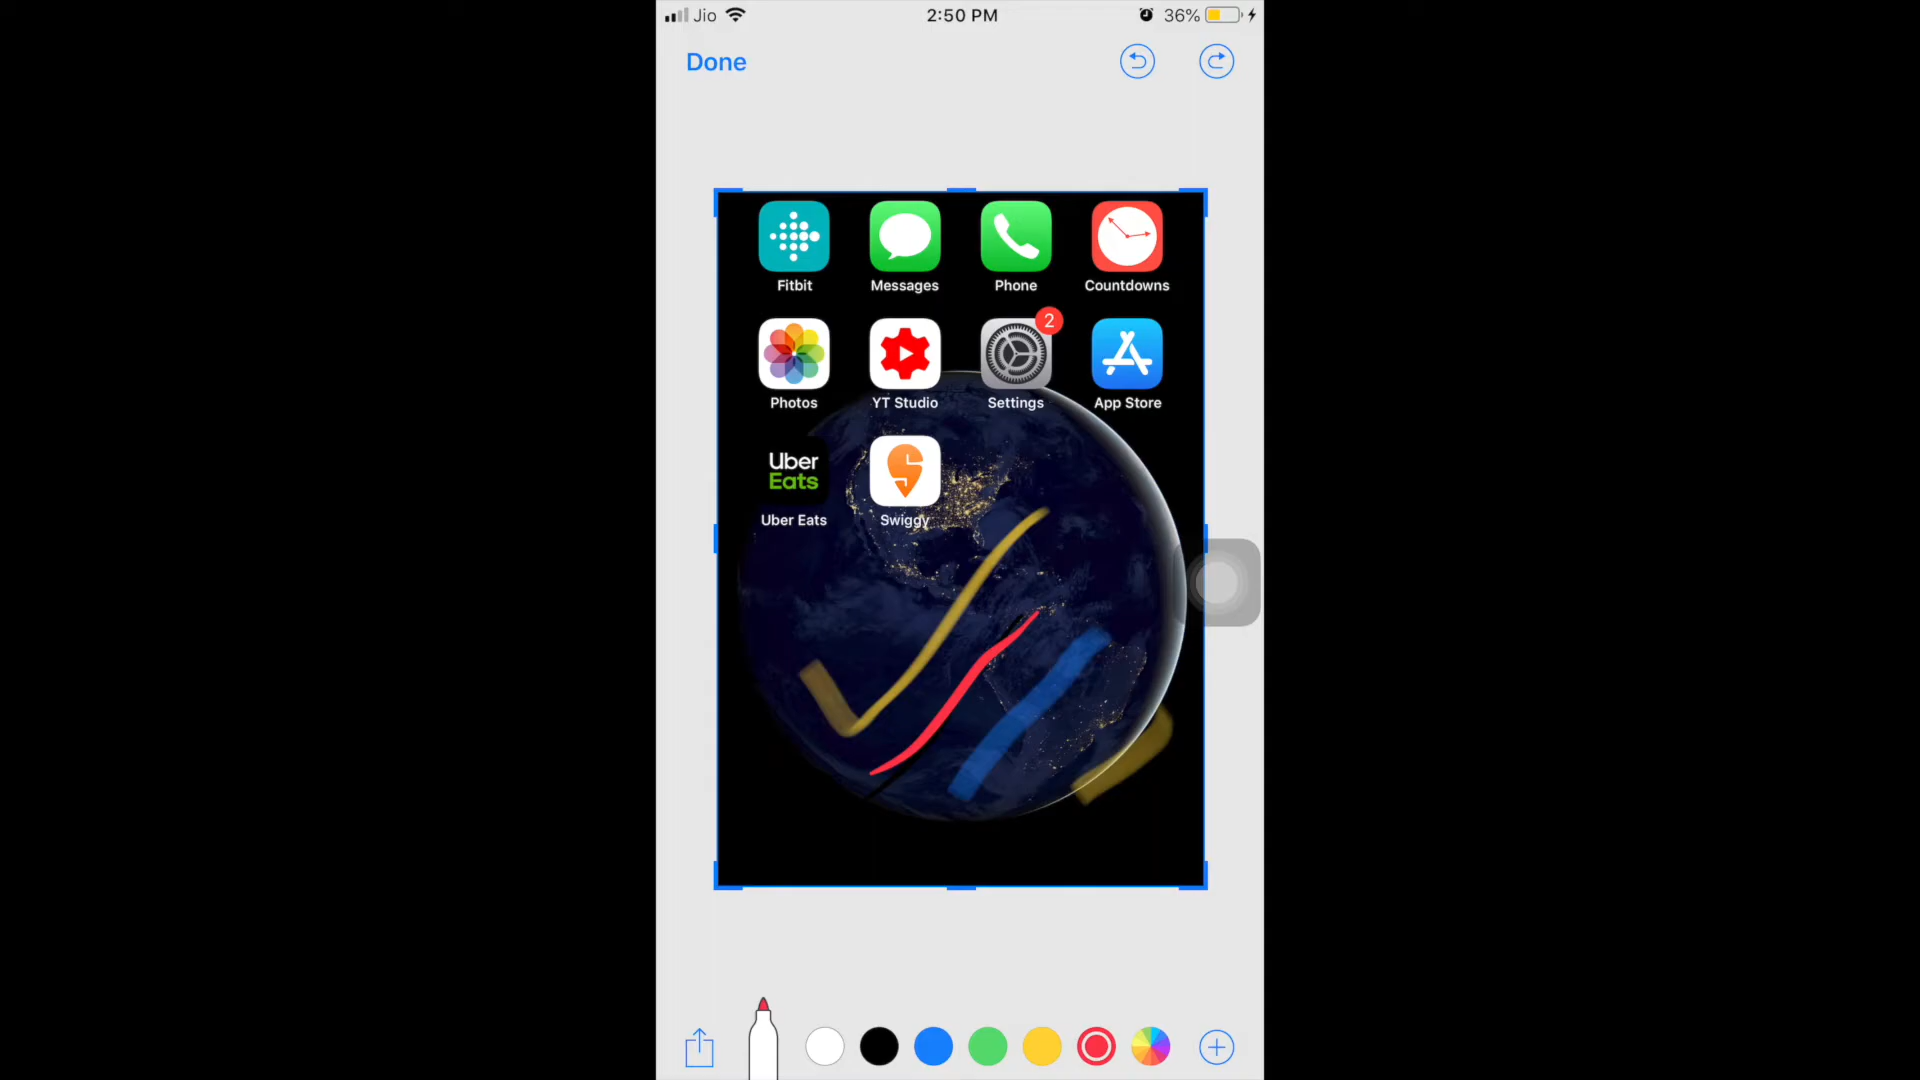 Jio 2:50 PM 36%
Done
Fitbit Messages Phone Countdowns
2
Photos YT Studio Settings App Store
Uber
Eats
Uber Eats Swiggy